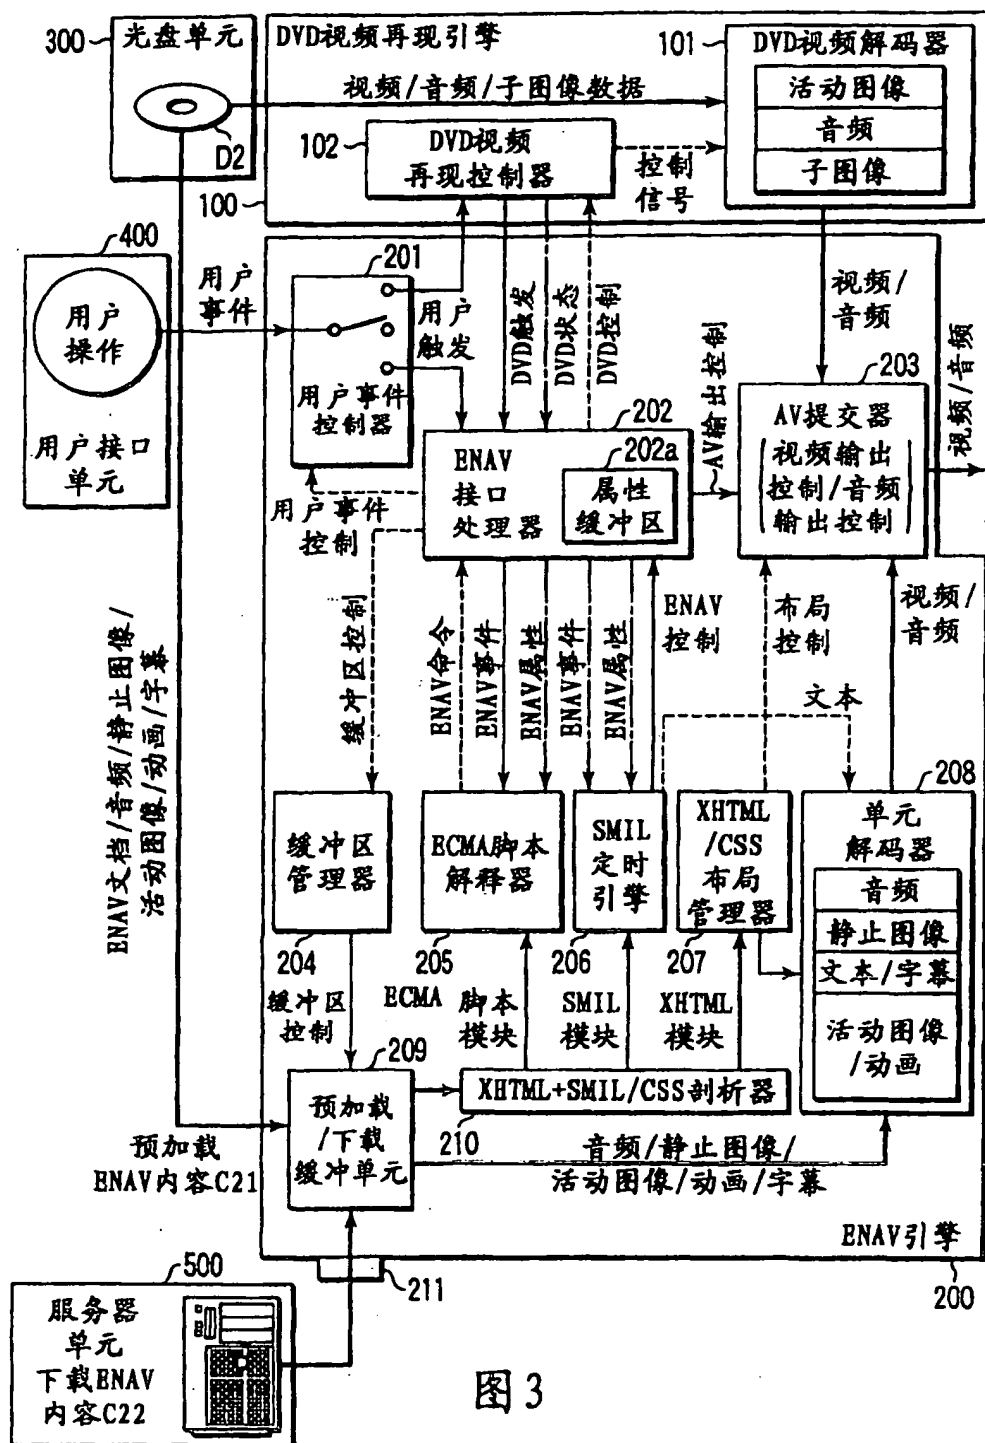 300
光盘单元
D2
DVD视频再现引擎
视频/音频/子图像数据
101
DVD视频解码器
活动图像
音频
子图像
102
DVD视频
再现控制器
控制
信号
100
400
用户
操作
用户接口
单元
用户
事件
201
用户
触发
用户事件
控制器
DVD触发
DVD状态
DVD控制
视频/
音频
202
ENAV
接口
处理器
202a
属性
缓冲区
AV输出控制
203
AV提交器
视频输出
控制/音频
输出控制
视频/音频
用户事件
控制
缓冲区控制
ENAV命令
ENAV事件
ENAV属性
ENAV事件
ENAV属性
ENAV
控制
布局
控制
视频/
音频
文本
ENAV文档/音频/静止图像/
活动图像/动画/字幕
缓冲区
管理器
204
ECMA脚本
解释器
205
SMIL
定时
引擎
206
XHTML
/CSS
布局
管理器
207
208
单元
解码器
音频
静止图像
文本/字幕
活动图像
/动画
缓冲区
控制
ECMA 脚本
模块
SMIL
模块
XHTML
模块
209
预加载
/下载
缓冲单元
XHTML+SMIL/CSS剖析器
210
预加载
ENAV内容C21
音频/静止图像/
活动图像/动画/字幕
ENAV引擎
200
211
500
服务器
单元
下载ENAV
内容C22
图3